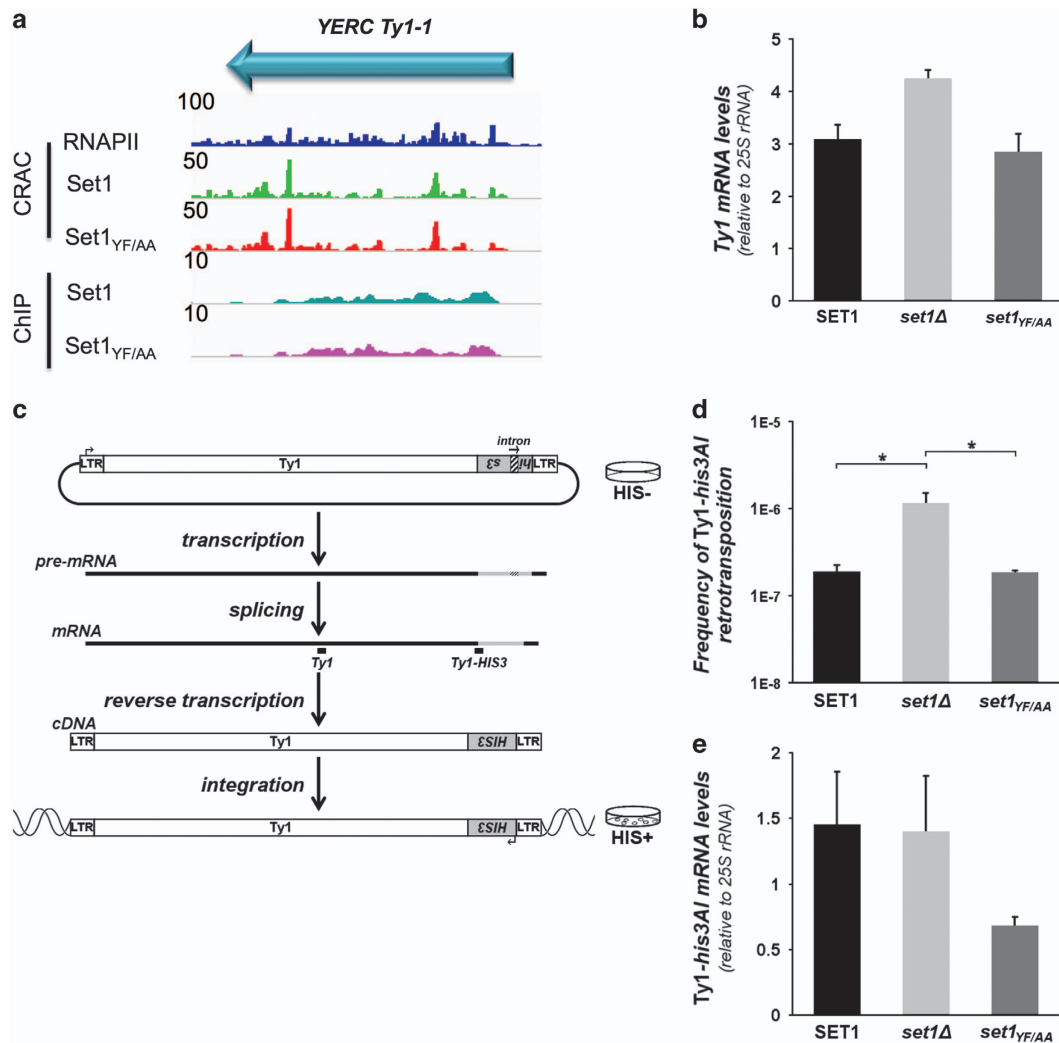 a
YERC Ty1-1
100
RNAPII
50
Set1
50
Set1YF/AA
CRAC
10
Set1
10
Set1YF/AA
ChIP
b
Ty1 mRNA levels
(relative to 25S rRNA)
5
4
3
2
1
0
SET1
set1Δ
set1YF/AA
c
intron
LTR
Ty1
his3
LTR
HIS-
transcription
pre-mRNA
splicing
mRNA
Ty1
Ty1-HIS3
reverse transcription
cDNA
LTR
Ty1
HIS3
LTR
integration
LTR
Ty1
HIS3
LTR
HIS+
d
Frequency of Ty1-his3AI
retrotransposition
1E-5
1E-6
1E-7
1E-8
*
*
SET1
set1Δ
set1YF/AA
e
Ty1-his3AI mRNA levels
(relative to 25S rRNA)
2
1.5
1
0.5
0
SET1
set1Δ
set1YF/AA